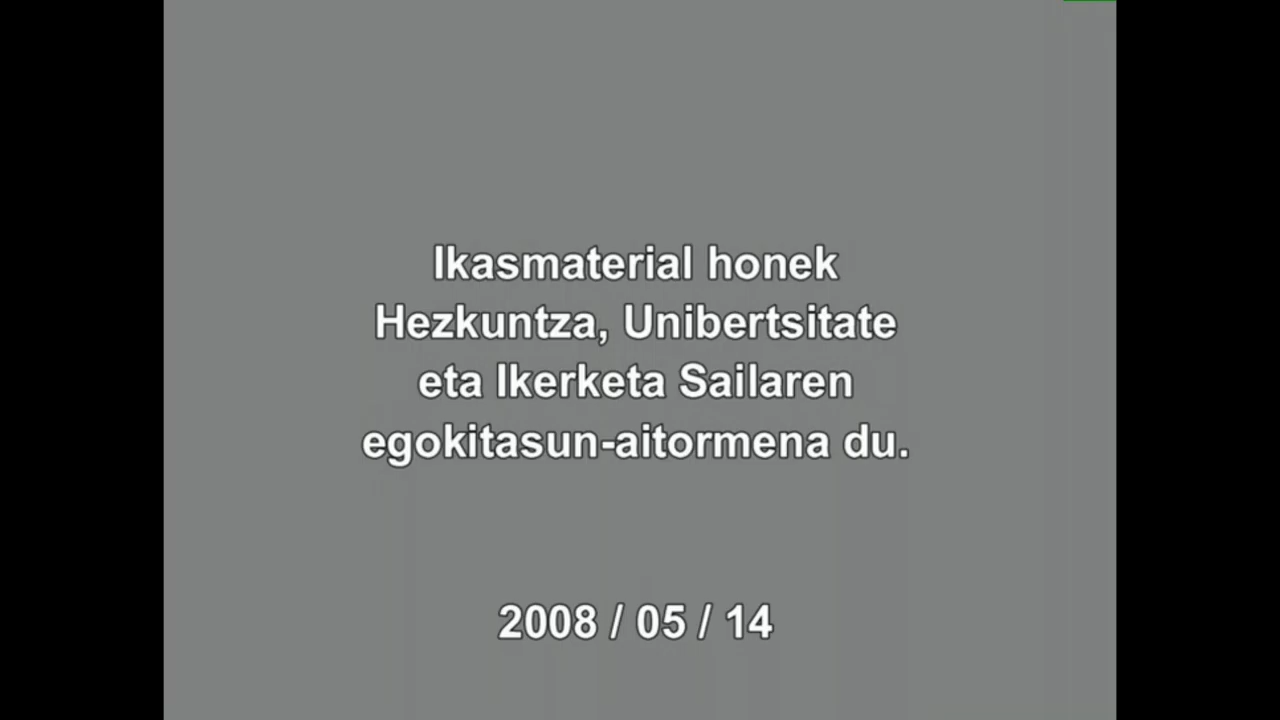 Ikasmaterial honek
Hezkuntza, Unibertsitate
eta Ikerketa Sailaren
egokitasun-aitormena du.
2008 / 05 / 14